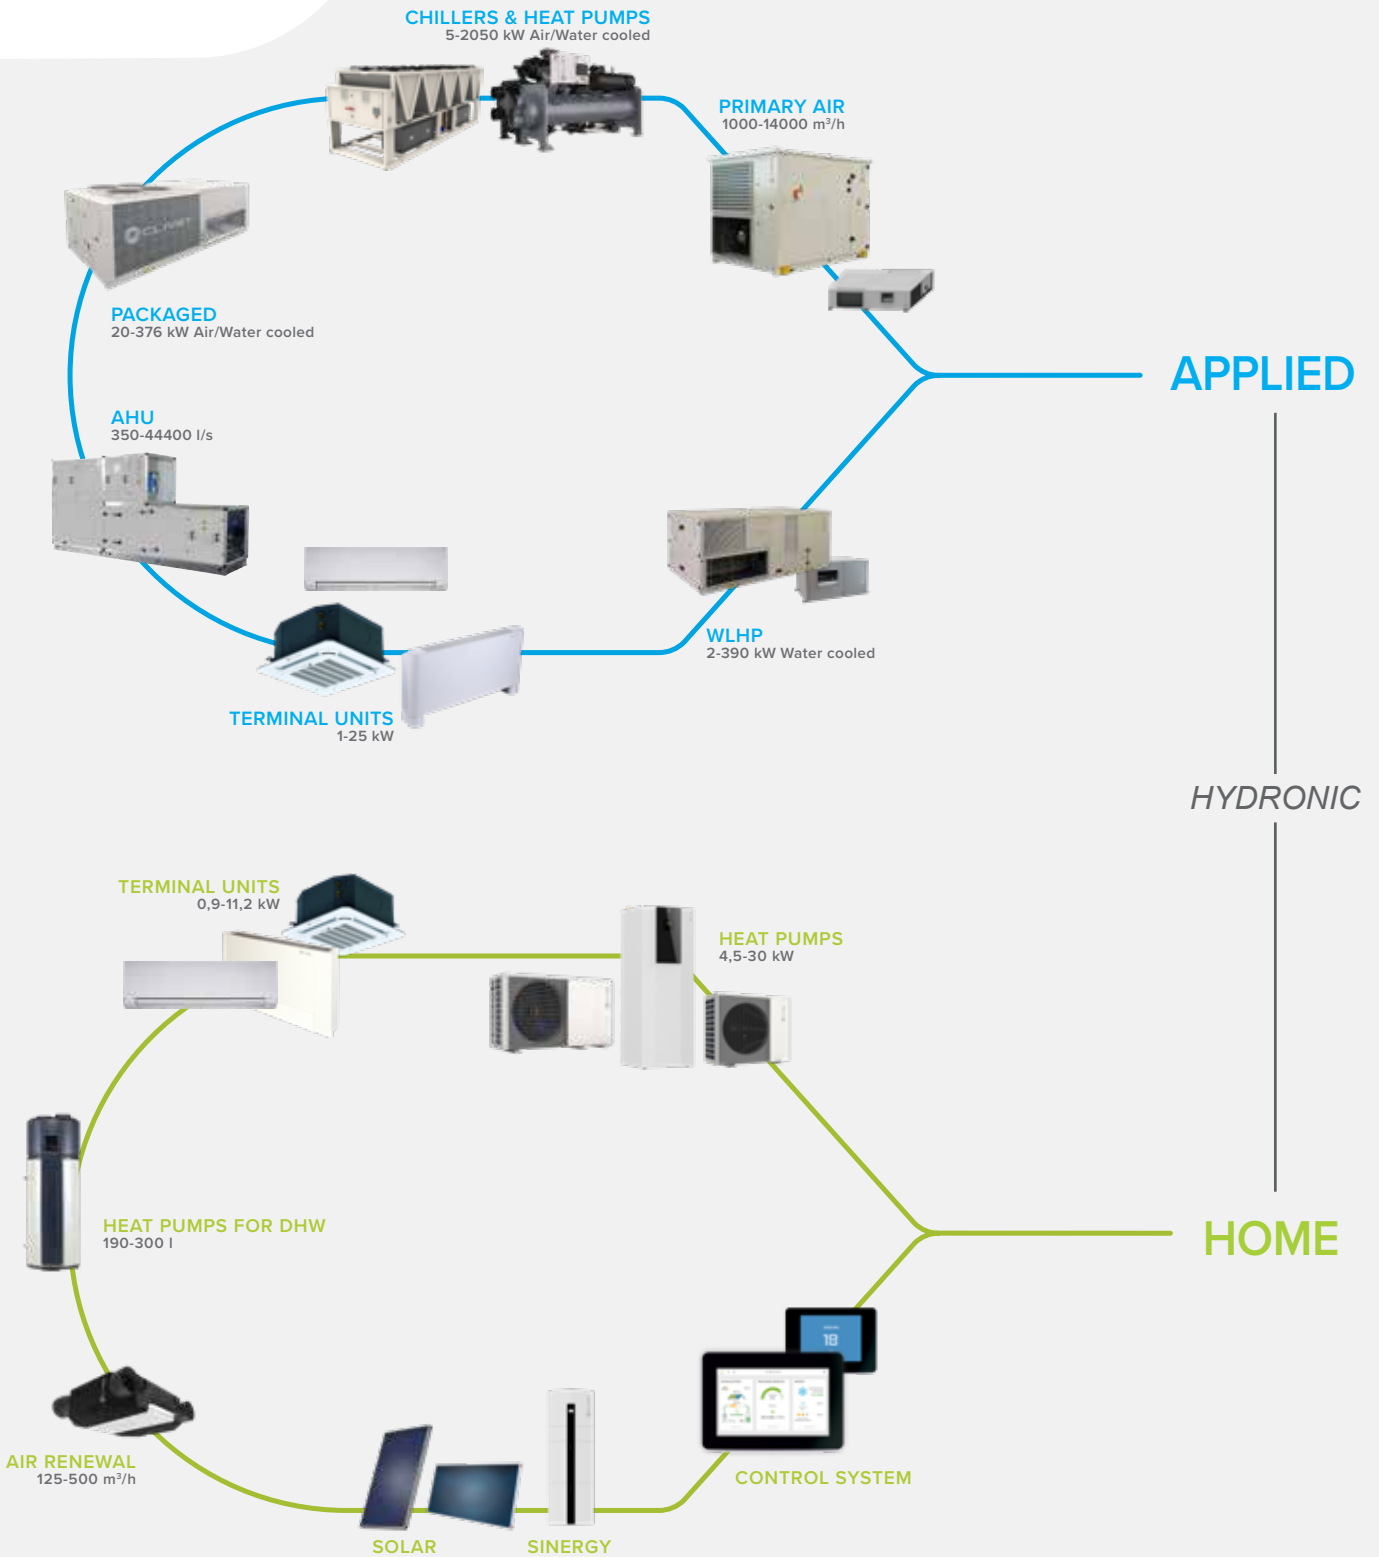 CHILLERS & HEAT PUMPS
5-2050 kW Air/Water cooled
PRIMARY AIR
1000-14000 m³/h
CLIVET
PACKAGED
20-376 kW Air/Water cooled
APPLIED
AHU
350-44400 l/s
WLHP
2-390 kW Water cooled
TERMINAL UNITS
1-25 kW
HYDRONIC
TERMINAL UNITS
0,9-11,2 kW
HEAT PUMPS
4,5-30 kW
HEAT PUMPS FOR DHW
190-300 l
HOME
18
AIR RENEWAL
125-500 m³/h
CONTROL SYSTEM
SOLAR
SINERGY